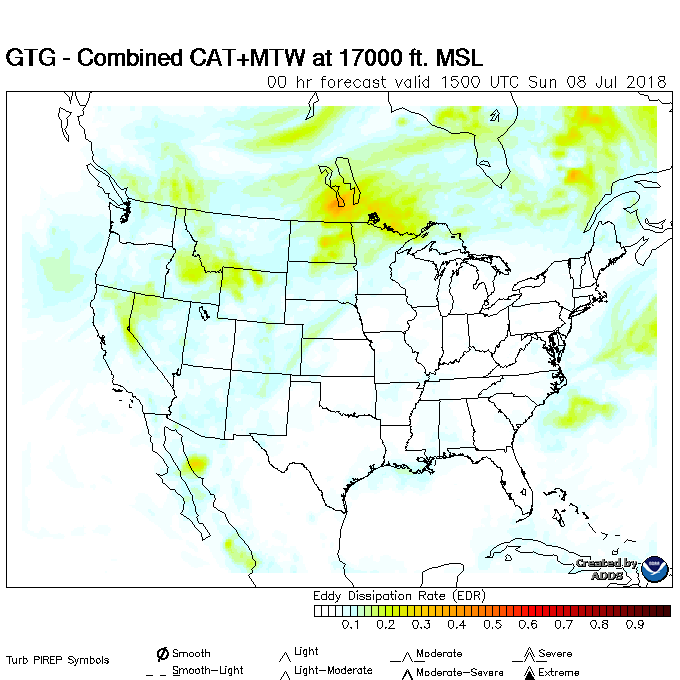 GTG - Combined CAT+MTW at 17000 ft. MSL
00 hr forecast valid 1500 UTC Sun 08 Jul 2018
Created by
ADDS
Eddy Dissipation Rate (EDR)
0.1 0.2 0.3 0.4 0.5 0.6 0.7 0.8 0.9
Turb PIREP Symbols
Smooth Light Moderate Severe
Smooth-Light Light-Moderate Moderate-Severe Extreme